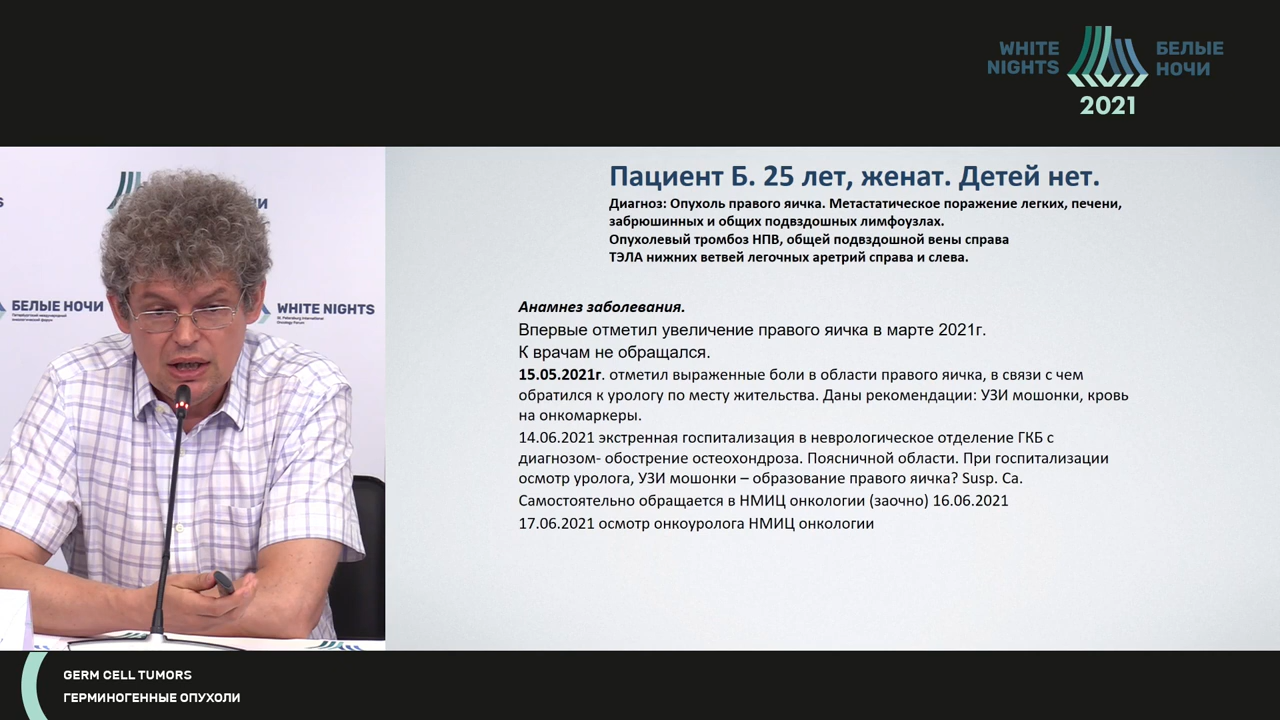 WHITE
NIGHTS
БЕЛЫЕ
НОЧИ
2021
Пациент Б. 25 лет, женат. Детей нет.
Диагноз: Опухоль правого яичка. Метастатическое поражение легких, печени,
забрюшинных и общих подвздошных лимфоузлах.
Опухолевый тромбоз НПВ, общей подвздошной вены справа
ТЭЛА нижних ветвей легочных аретрий справа и слева.
Анамнез заболевания.
Впервые отметил увеличение правого яичка в марте 2021г.
К врачам не обращался.
15.05.2021г. отметил выраженные боли в области правого яичка, в связи с чем
обратился к урологу по месту жительства. Даны рекомендации: УЗИ мошонки, кровь
на онкомаркеры.
14.06.2021 экстренная госпитализация в неврологическое отделение ГКБ с
диагнозом- обострение остеохондроза. Поясничной области. При госпитализации
осмотр уролога, УЗИ мошонки – образование правого яичка? Susp. Ca.
Самостоятельно обращается в НМИЦ онкологии (заочно) 16.06.2021
17.06.2021 осмотр онкоуролога НМИЦ онкологии
БЕЛЫЕ НОЧИ
WHITE NIGHTS
St. Petersburg International
Oncology Forum
GERM CELL TUMORS
ГЕРМИНОГЕННЫЕ ОПУХОЛИ